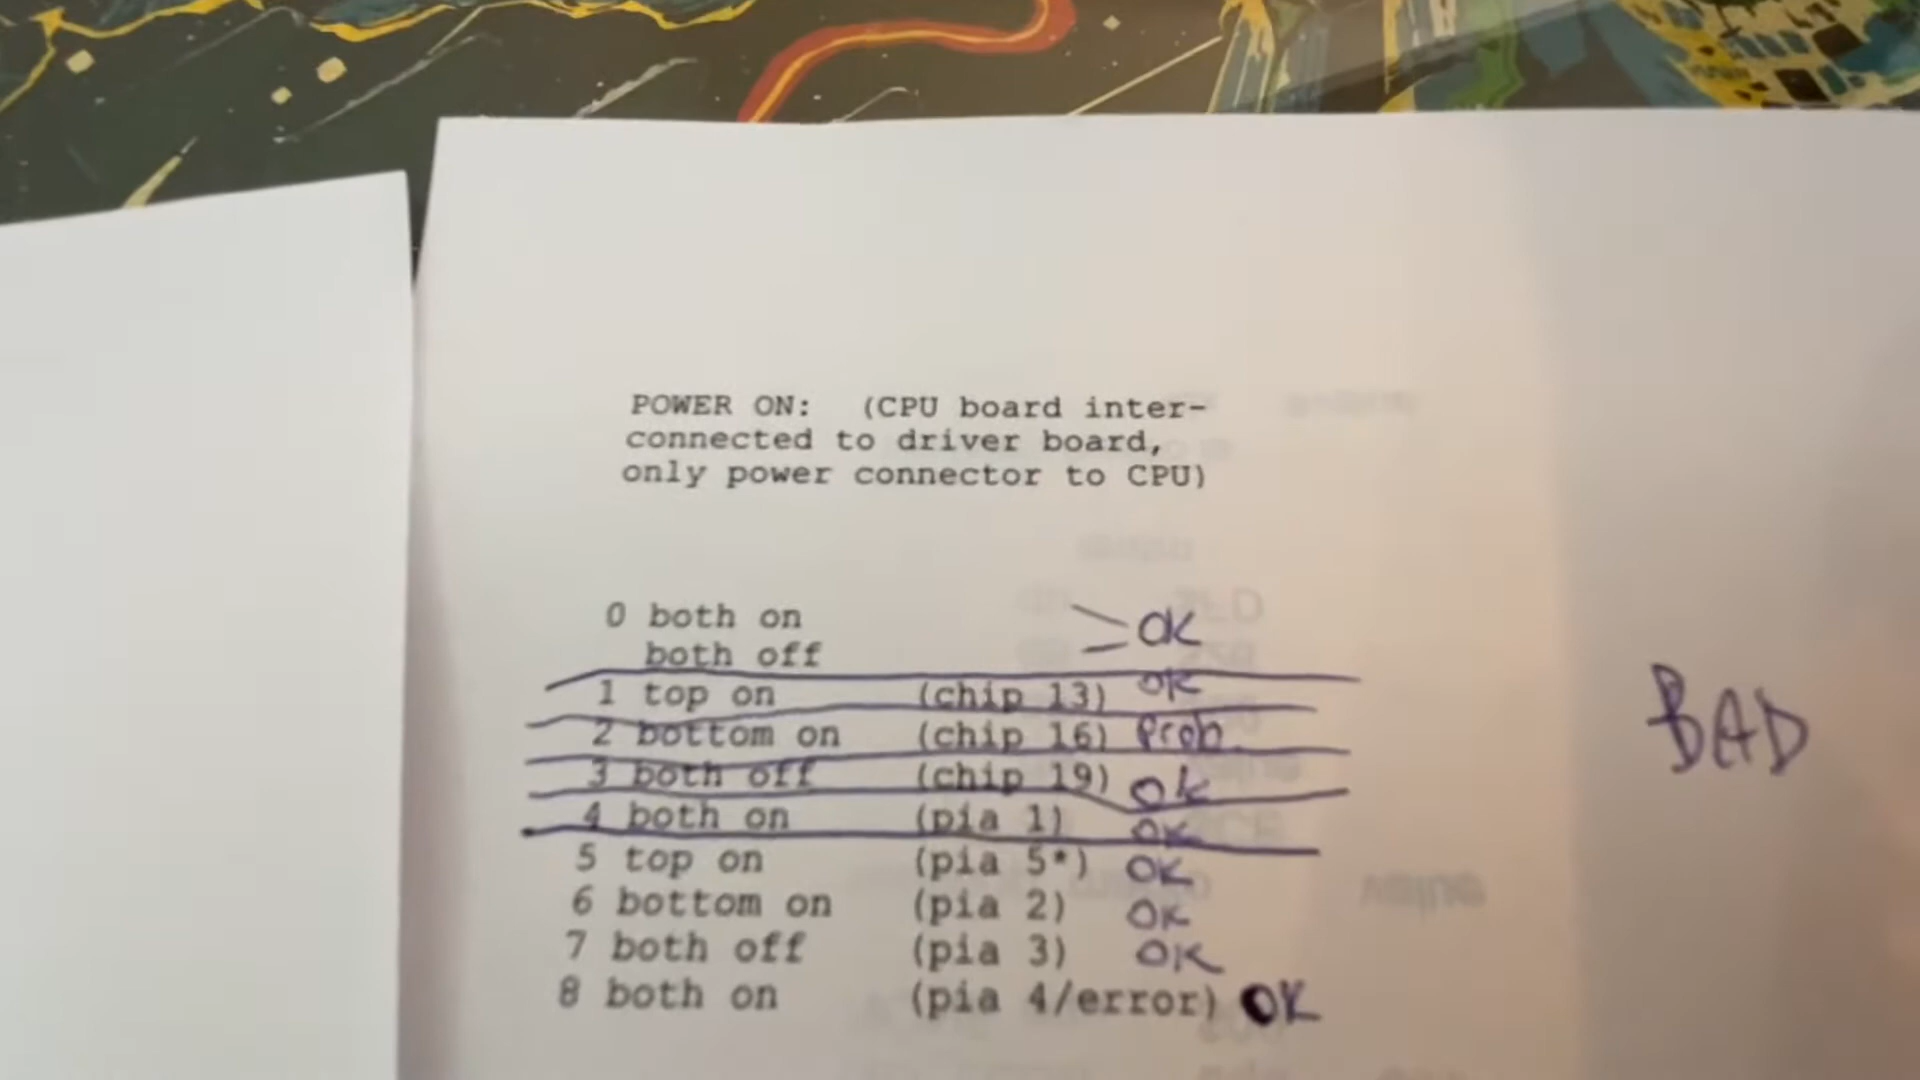 POWER ON: (CPU board inter-
connected to driver board,
only power connector to CPU)
0 both on
both off OK
1 top on (chip 13) OK
2 bottom on (chip 16) Prob.
3 both off (chip 19) Ok
4 both on (pia 1) OK
5 top on (pia 5*) OK
6 bottom on (pia 2) OK
7 both off (pia 3) OK
8 both on (pia 4/error) OK
BAD